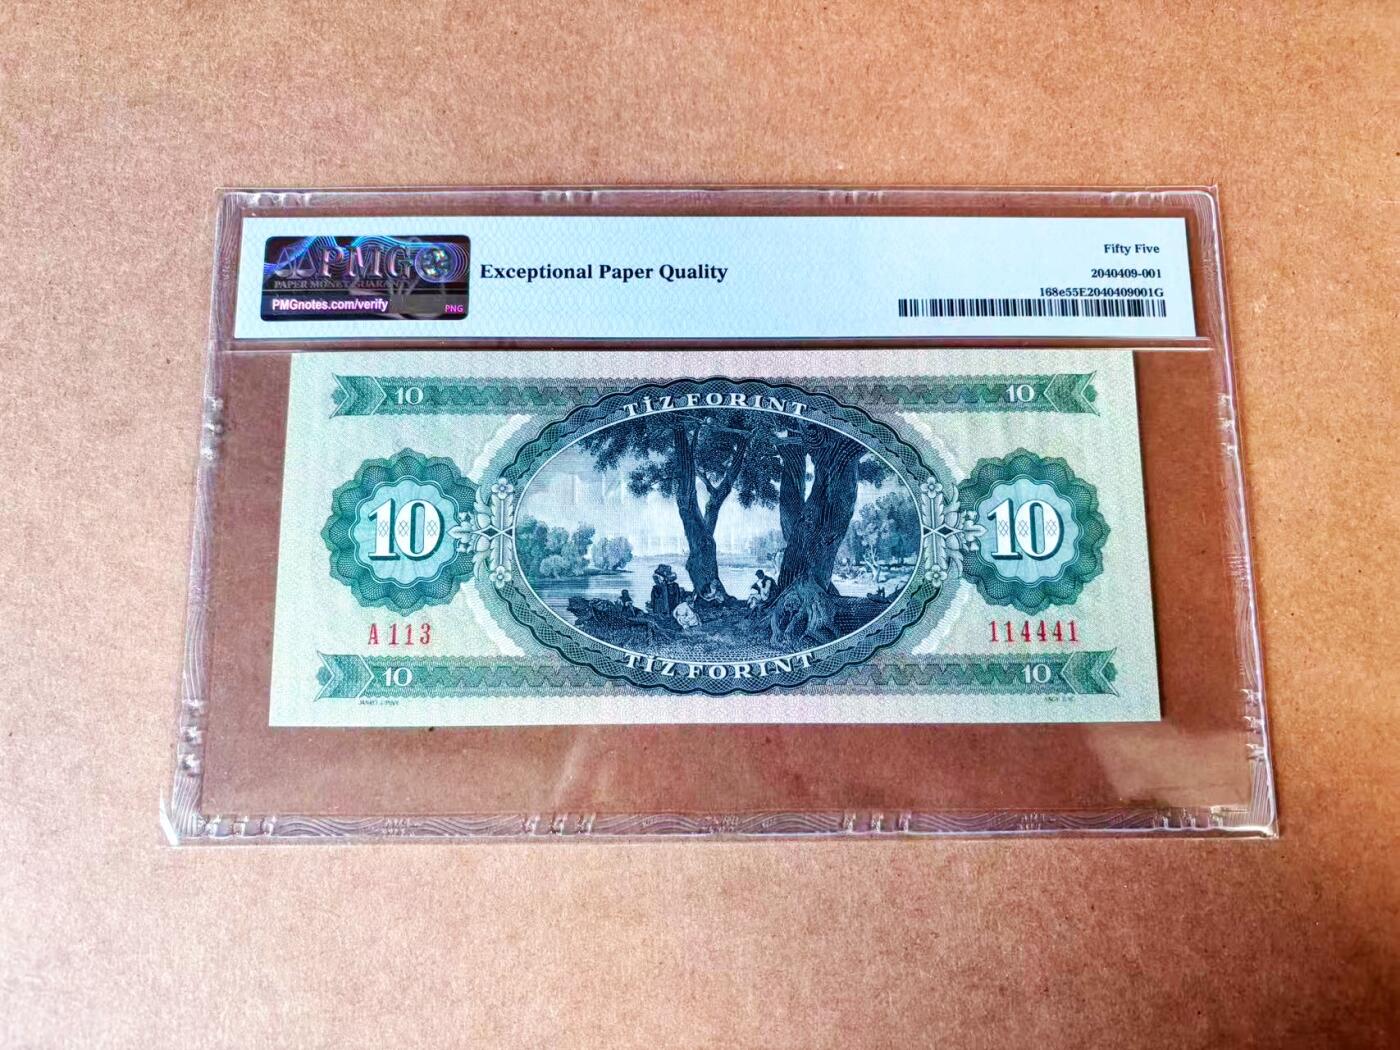 PMG
PAPER MONEY GUARANTY
PMGnotes.com/verify
PNG
Exceptional Paper Quality
Fifty Five
2040409-001
168e55E2040409001G
10
10
TÍZ FORINT
10
10
A 113
114441
TÍZ FORINT
10
10